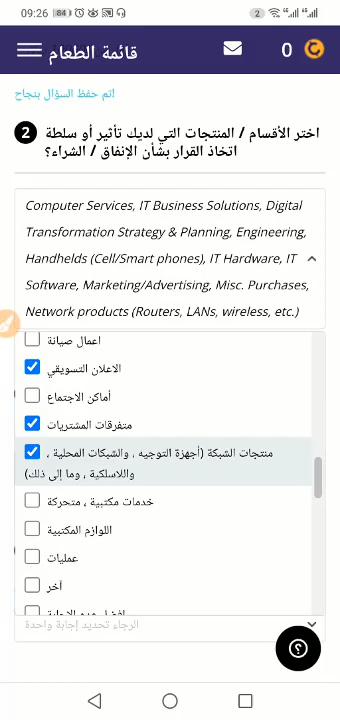 09:26 84 2
قائمة الطعام 0
إتم حفظ السؤال بنجاح
2 اختر الأقسام / المنتجات التي لديك تأثير أو سلطة
اتخاذ القرار بشأن الإنفاق / الشراء؟
Computer Services, IT Business Solutions, Digital
Transformation Strategy & Planning, Engineering,
Handhelds (Cell/Smart phones), IT Hardware, IT
Software, Marketing/Advertising, Misc. Purchases,
Network products (Routers, LANs, wireless, etc.)
اعمال صيانة
الاعلان التسويقي
أماكن الاجتماع
متفرقات المشتريات
منتجات الشبكة (أجهزة التوجيه ، والشبكات المحلية ،
واللاسلكية ، وما إلى ذلك)
خدمات مكتبية ، متحركة
اللوازم المكتبية
عمليات
آخر
الرجاء تحديد إجابة واحدة
؟